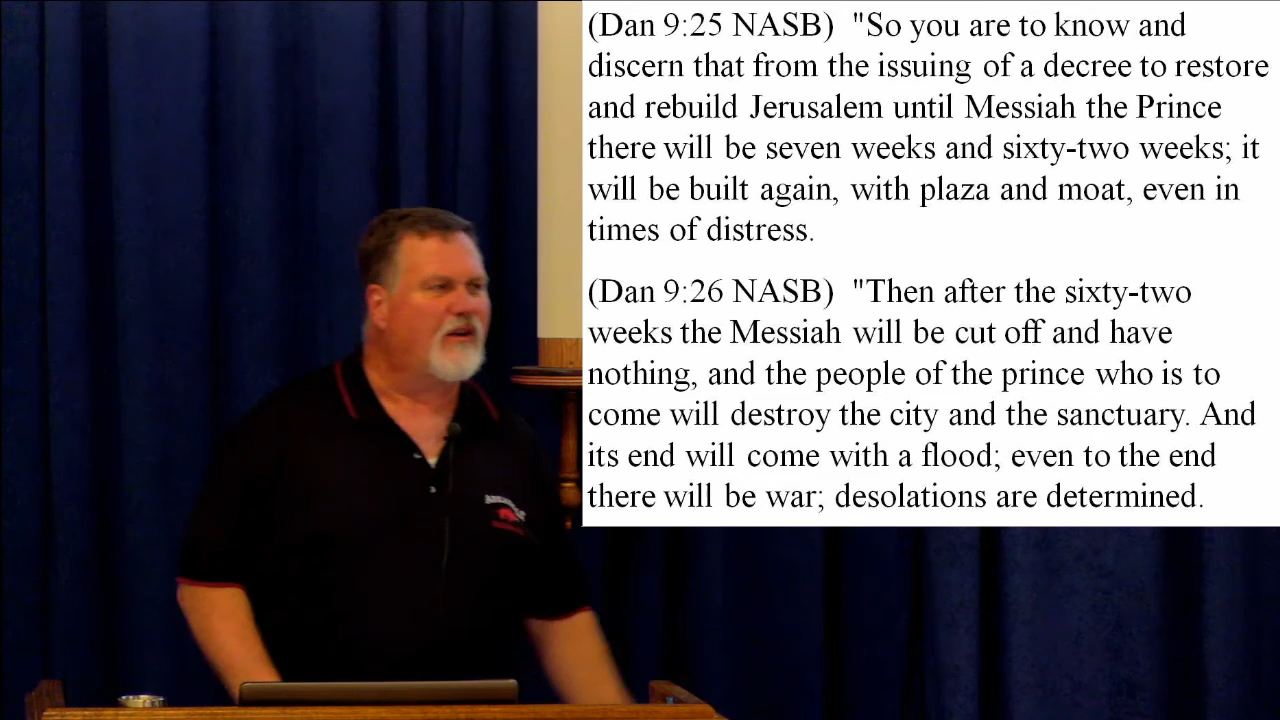 (Dan 9:25 NASB)  "So you are to know and
discern that from the issuing of a decree to restore
and rebuild Jerusalem until Messiah the Prince
there will be seven weeks and sixty-two weeks; it
will be built again, with plaza and moat, even in
times of distress.
(Dan 9:26 NASB)  "Then after the sixty-two
weeks the Messiah will be cut off and have
nothing, and the people of the prince who is to
come will destroy the city and the sanctuary. And
its end will come with a flood; even to the end
there will be war; desolations are determined.